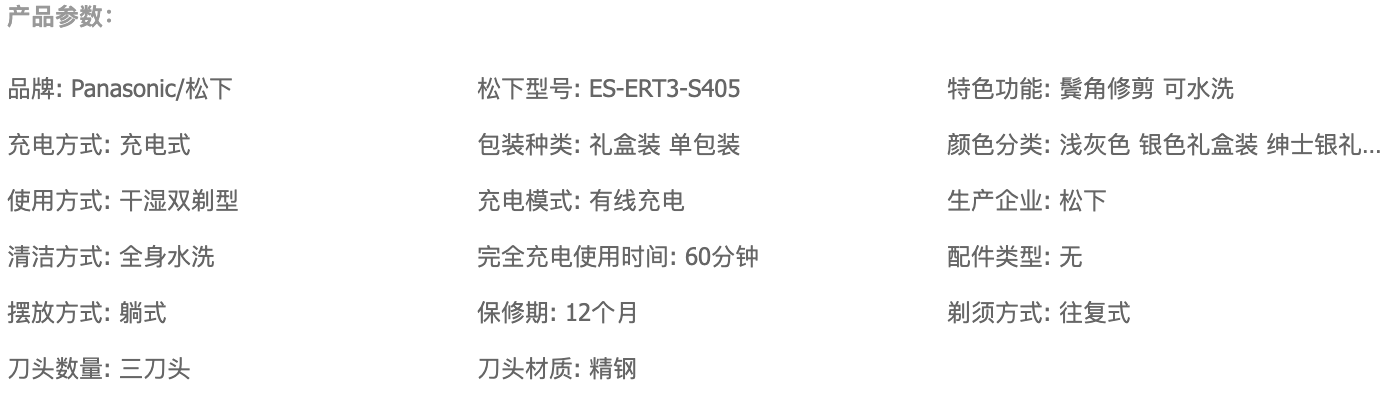 产品参数：
品牌: Panasonic/松下
松下型号: ES-ERT3-S405
特色功能: 鬓角修剪 可水洗
充电方式: 充电式
包装种类: 礼盒装 单包装
颜色分类: 浅灰色 银色礼盒装 绅士银礼...
使用方式: 干湿双剃型
充电模式: 有线充电
生产企业: 松下
清洁方式: 全身水洗
完全充电使用时间: 60分钟
配件类型: 无
摆放方式: 躺式
保修期: 12个月
剃须方式: 往复式
刀头数量: 三刀头
刀头材质: 精钢